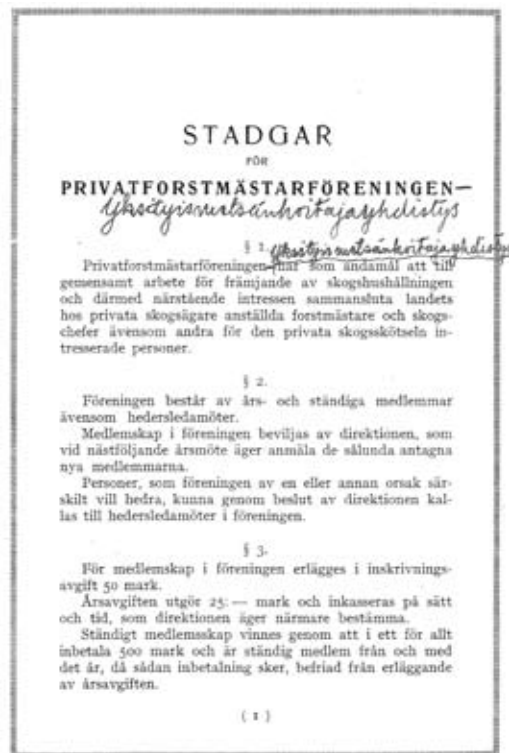 STADGAR
FÖR
PRIVATFORSTMÄSTARFÖRENINGEN—
Yksityismetsänhoitajayhdistys
§ 1.
Yksityismetsänhoitajayhdistys
Privatforstmästarföreningen har som ändamål att till
gemensamt arbete för främjande av skogshushållningen
och därmed närstående intressen sammansluta landets
hos privata skogsägare anställda forstmästare och skogs-
chefer ävensom andra för den privata skogsskötseln in-
tresserade personer.
§ 2.
Föreningen består av års- och ständiga medlemmar
ävensom hedersledamöter.
Medlemskap i föreningen beviljas av direktionen, som
vid nästföljande årsmöte äger anmäla de sålunda antagna
nya medlemmarna.
Personer, som föreningen av en eller annan orsak sär-
skilt vill hedra, kunna genom beslut av direktionen kal-
las till hedersledamöter i föreningen.
§ 3.
För medlemskap i föreningen erlägges i inskrivnings-
avgift 50 mark.
Årsavgiften utgör 25: — mark och inkasseras på sätt
och tid, som direktionen äger närmare bestämma.
Ständigt medlemsskap vinnes genom att i ett för allt
inbetala 500 mark och är ständig medlem från och med
det år, då sådan inbetalning sker, befriad från erläggande
av årsavgiften.
( 1 )